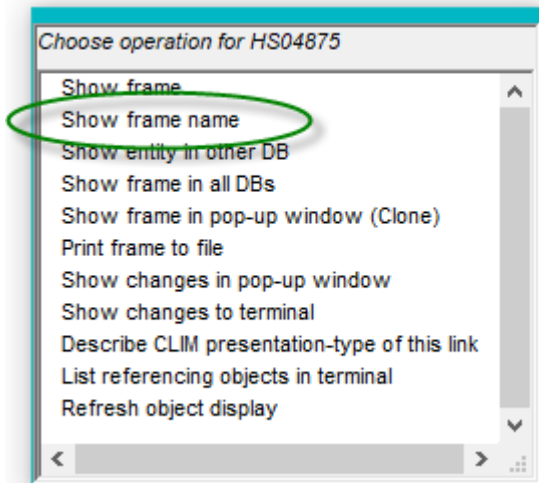 Choose operation for HS04875
Show frame
Show frame name
Show entity in other DB
Show frame in all DBs
Show frame in pop-up window (Clone)
Print frame to file
Show changes in pop-up window
Show changes to terminal
Describe CLIM presentation-type of this link
List referencing objects in terminal
Refresh object display